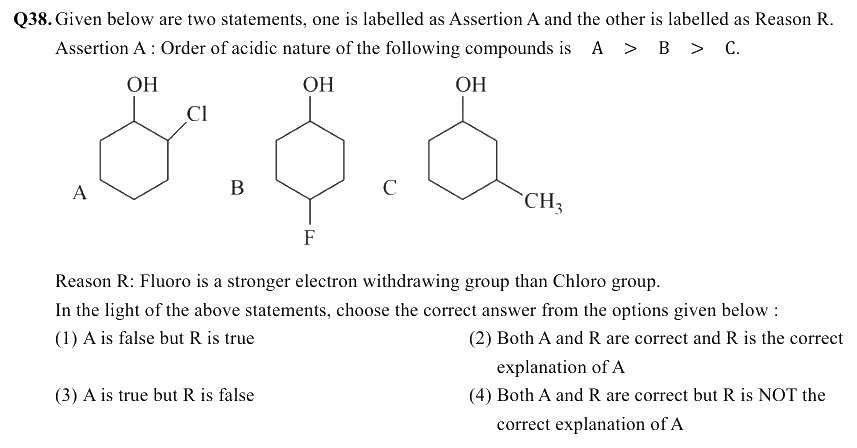 Q38. Given below are two statements, one is labelled as Assertion A and the other is labelled as Reason R.
Assertion A : Order of acidic nature of the following compounds is A > B > C.
OH OH OH
Cl
A B C
CH3
F
Reason R: Fluoro is a stronger electron withdrawing group than Chloro group.
In the light of the above statements, choose the correct answer from the options given below :
(1) A is false but R is true
(2) Both A and R are correct and R is the correct
explanation of A
(3) A is true but R is false
(4) Both A and R are correct but R is NOT the
correct explanation of A